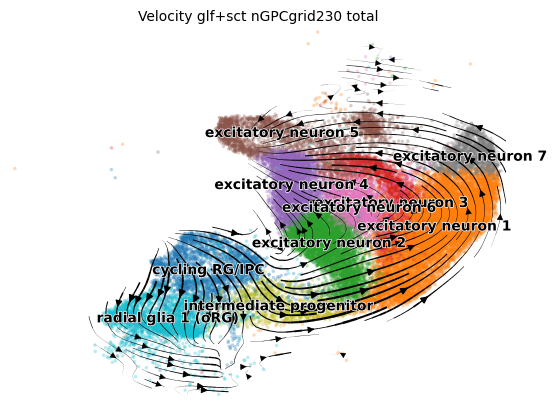 Velocity glf+sct nGPCgrid230 total
excitatory neuron 5
excitatory neuron 7
excitatory neuron 4
excitatory neuron 3
excitatory neuron 6
excitatory neuron 1
excitatory neuron 2
cycling RG/IPC
intermediate progenitor
radial glia 1 (oRG)